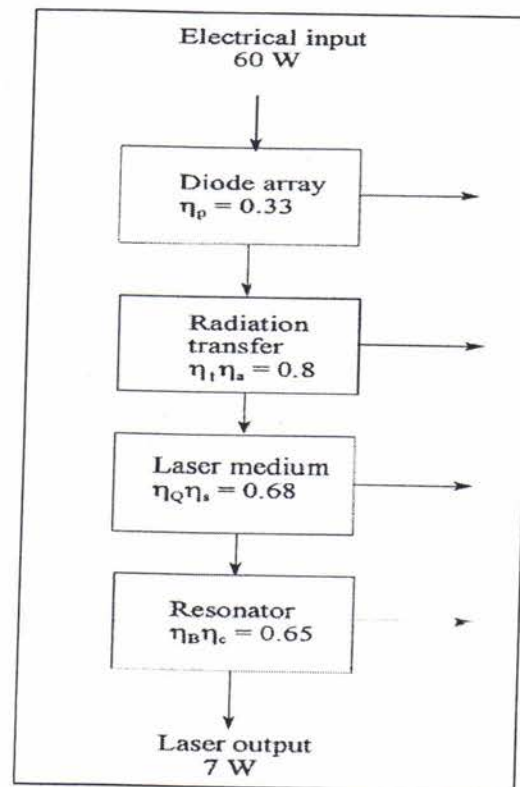 Electrical input
60 W
Diode array
ηp = 0.33
Radiation
transfer
ηtηa = 0.8
Laser medium
ηQηs = 0.68
Resonator
ηBηc = 0.65
Laser output
7 W